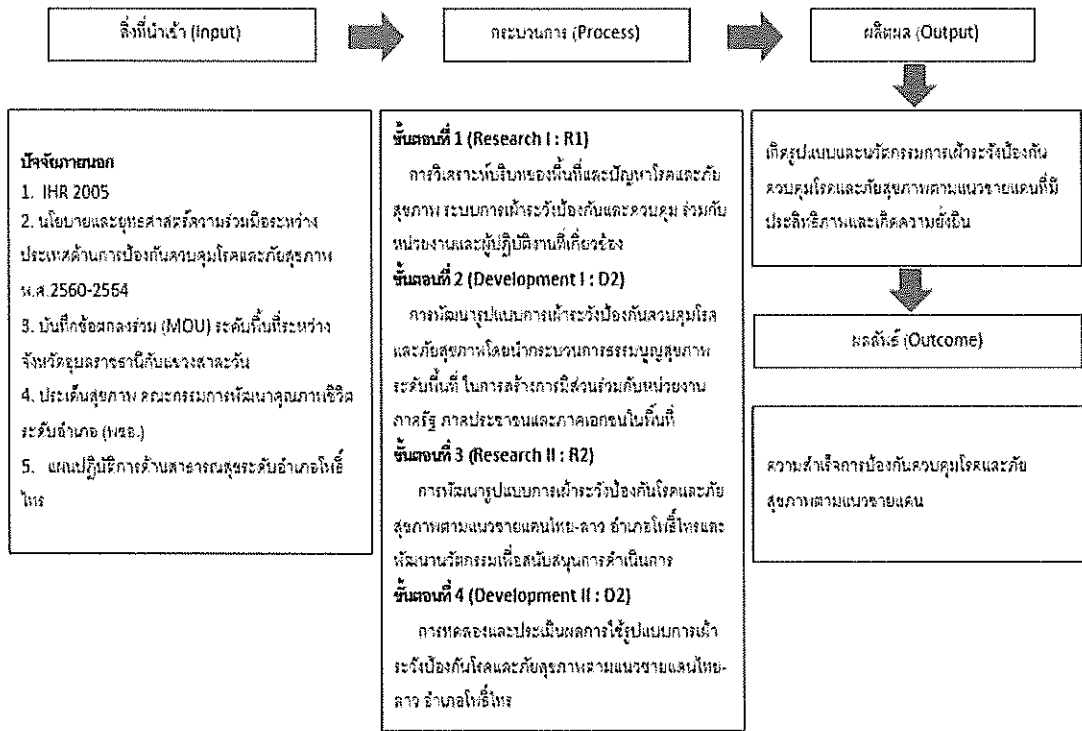 สิ่งที่นำเข้า (Input)
กระบวนการ (Process)
ผลิตผล (Output)
ปัจจัยภายนอก
1. IHR 2005
2. นโยบายและยุทธศาสตร์ความร่วมมือระหว่าง
ประเทศด้านการป้องกันควบคุมโรคและภัยสุขภาพ
พ.ศ.2560-2564
3. บันทึกข้อตกลงร่วม (MOU) ระดับพื้นที่ระหว่าง
จังหวัดอุบลราชธานีกับแขวงสาละวัน
4. ประเด็นสุขภาพ คณะกรรมการพัฒนาคุณภาพชีวิต
ระดับอำเภอ (พชอ.)
5. แผนปฏิบัติการด้านสาธารณสุขระดับอำเภอโพธิ์
ไทร
ขั้นตอนที่ 1 (Research I : R1)
การวิเคราะห์บริบทของพื้นที่และปัญหาโรคและภัย
สุขภาพ ระบบการเฝ้าระวังป้องกันและควบคุม ร่วมกับ
หน่วยงานและผู้ปฏิบัติงานที่เกี่ยวข้อง
ขั้นตอนที่ 2 (Development I : D2)
การพัฒนารูปแบบการเฝ้าระวังป้องกันควบคุมโรค
และภัยสุขภาพโดยนำกระบวนการธรรมนูญสุขภาพ
ระดับพื้นที่ ในการสร้างการมีส่วนร่วมกับหน่วยงาน
ภาครัฐ ภาคประชาชนและภาคเอกชนในพื้นที่
ขั้นตอนที่ 3 (Research II : R2)
การพัฒนารูปแบบการเฝ้าระวังป้องกันโรคและภัย
สุขภาพตามแนวชายแดนไทย-ลาว อำเภอโพธิ์ไทรและ
พัฒนานวัตกรรมเพื่อสนับสนุนการดำเนินการ
ขั้นตอนที่ 4 (Development II : D2)
การทดลองและประเมินผลการใช้รูปแบบการเฝ้า
ระวังป้องกันโรคและภัยสุขภาพตามแนวชายแดนไทย-
ลาว อำเภอโพธิ์ไทร
เกิดรูปแบบและนวัตกรรมการเฝ้าระวังป้องกัน
ควบคุมโรคและภัยสุขภาพตามแนวชายแดนที่มี
ประสิทธิภาพและเกิดความยั่งยืน
ผลลัพธ์ (Outcome)
ความสำเร็จการป้องกันควบคุมโรคและภัย
สุขภาพตามแนวชายแดน